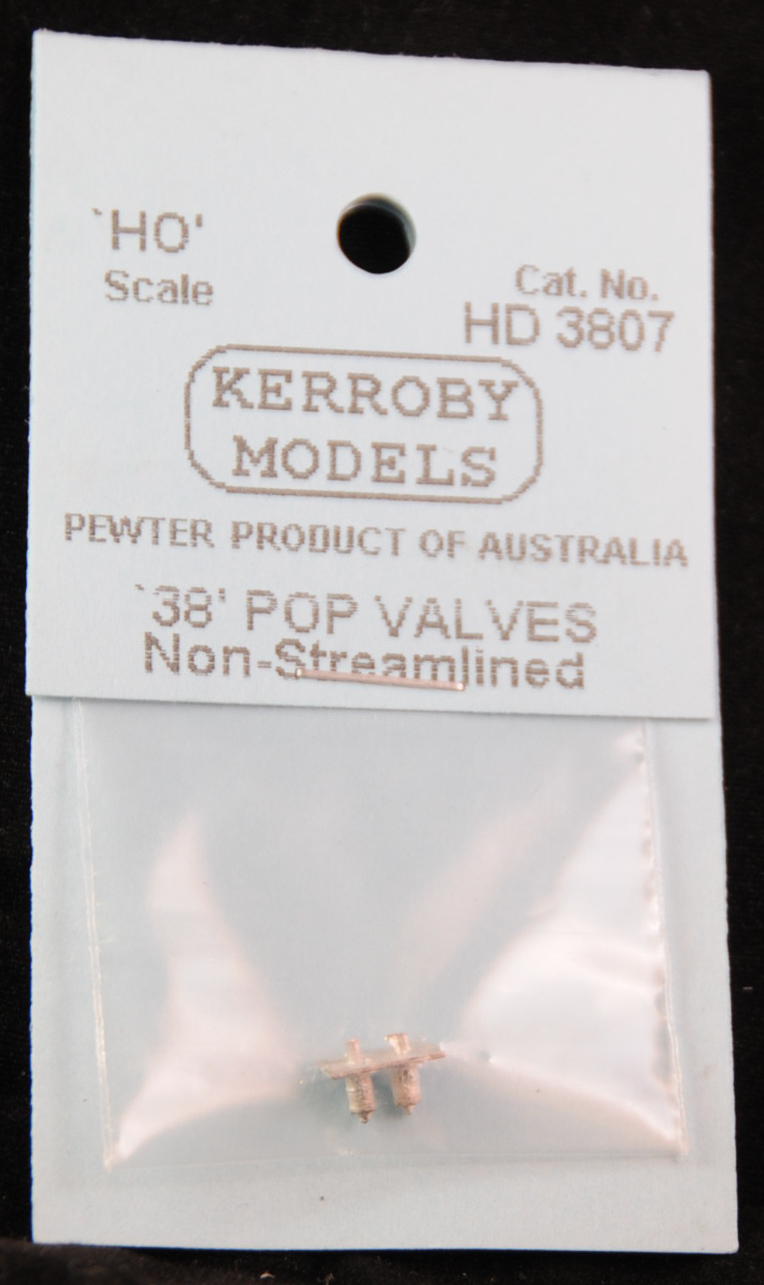 `HO'
Scale
Cat. No.
HD 3807
KERROBY
MODELS
PEWTER PRODUCT OF AUSTRALIA
`38' POP VALVES
Non-Streamlined